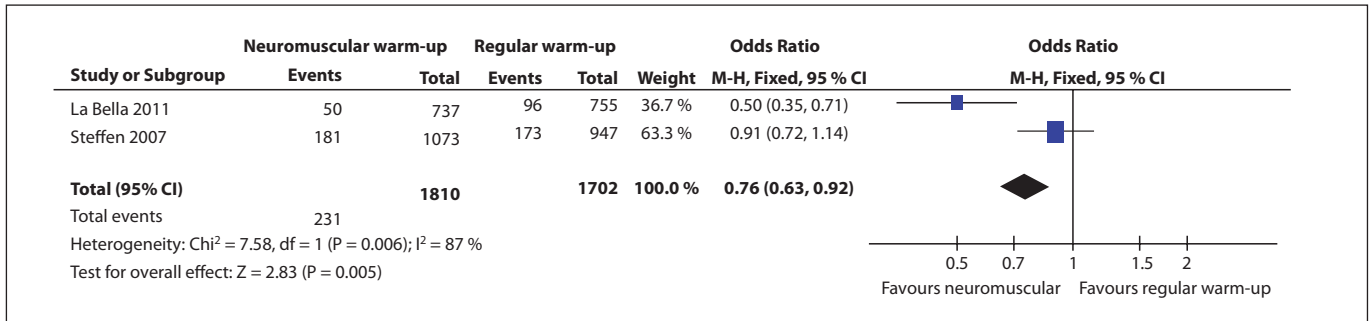 Neuromuscular warm-up Regular warm-up Odds Ratio Odds Ratio
Study or Subgroup Events Total Events Total Weight M-H, Fixed, 95 % CI M-H, Fixed, 95 % CI
La Bella 2011 50 737 96 755 36.7 % 0.50 (0.35, 0.71)
Steffen 2007 181 1073 173 947 63.3 % 0.91 (0.72, 1.14)
Total (95% CI) 1810 1702 100.0 % 0.76 (0.63, 0.92)
Total events 231
Heterogeneity: Chi² = 7.58, df = 1 (P = 0.006); I² = 87 %
Test for overall effect: Z = 2.83 (P = 0.005)
0.5 0.7 1 1.5 2
Favours neuromuscular Favours regular warm-up